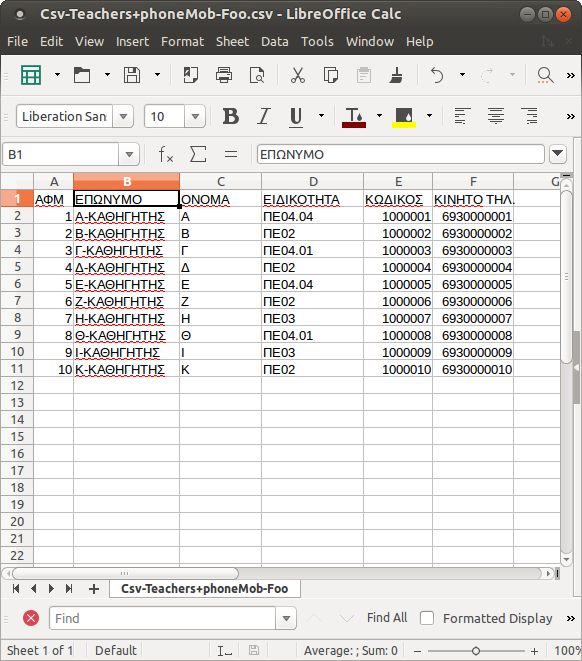 Csv-Teachers+phoneMob-Foo.csv - LibreOffice Calc
File Edit View Insert Format Sheet Data Tools Window Help
Liberation San 10 B I U T
B1 fx Σ = ΕΠΩΝΥΜΟ
A B C D E F G
1 ΑΦΜ ΕΠΩΝΥΜΟ ΟΝΟΜΑ ΕΙΔΙΚΟΤΗΤΑ ΚΩΔΙΚΟΣ ΚΙΝΗΤΟ ΤΗΛ.
2 1 Α-ΚΑΘΗΓΗΤΗΣ Α ΠΕ04.04 1000001 6930000001
3 2 Β-ΚΑΘΗΓΗΤΗΣ Β ΠΕ02 1000002 6930000002
4 3 Γ-ΚΑΘΗΓΗΤΗΣ Γ ΠΕ04.01 1000003 6930000003
5 4 Δ-ΚΑΘΗΓΗΤΗΣ Δ ΠΕ02 1000004 6930000004
6 5 Ε-ΚΑΘΗΓΗΤΗΣ Ε ΠΕ04.04 1000005 6930000005
7 6 Ζ-ΚΑΘΗΓΗΤΗΣ Ζ ΠΕ02 1000006 6930000006
8 7 Η-ΚΑΘΗΓΗΤΗΣ Η ΠΕ03 1000007 6930000007
9 8 Θ-ΚΑΘΗΓΗΤΗΣ Θ ΠΕ04.01 1000008 6930000008
10 9 Ι-ΚΑΘΗΓΗΤΗΣ Ι ΠΕ03 1000009 6930000009
11 10 Κ-ΚΑΘΗΓΗΤΗΣ Κ ΠΕ02 1000010 6930000010
12
13
14
15
16
17
18
19
20
21
22
Csv-Teachers+phoneMob-Foo
Find Find All Formatted Display
Sheet 1 of 1 Default Average: ; Sum: 0 100%